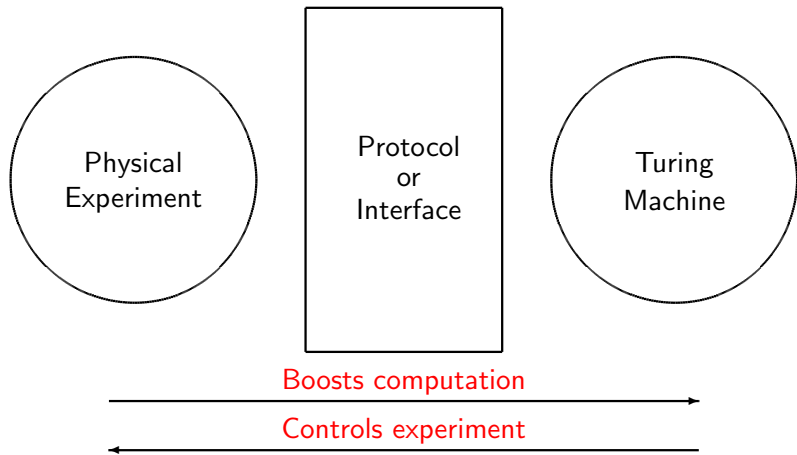 Physical
Experiment
Protocol
or
Interface
Turing
Machine
Boosts computation
Controls experiment